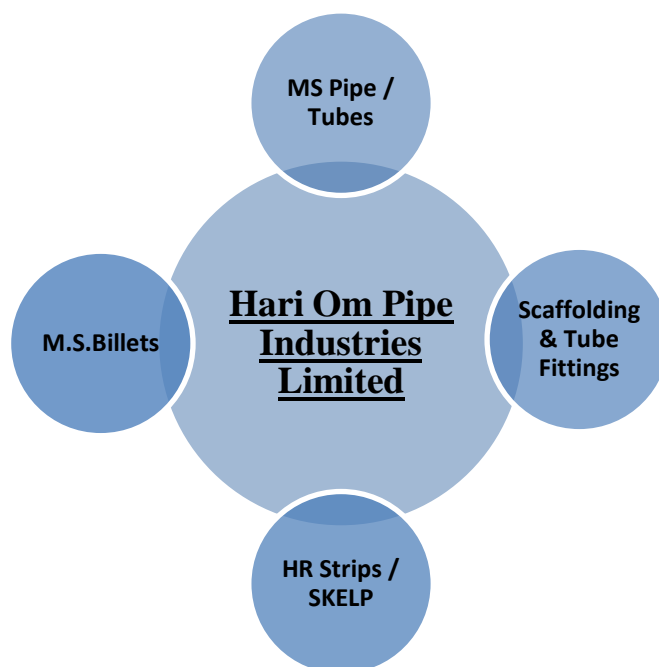 MS Pipe /
Tubes
Hari Om Pipe
Industries
Limited
M.S.Billets
Scaffolding
& Tube
Fittings
HR Strips /
SKELP